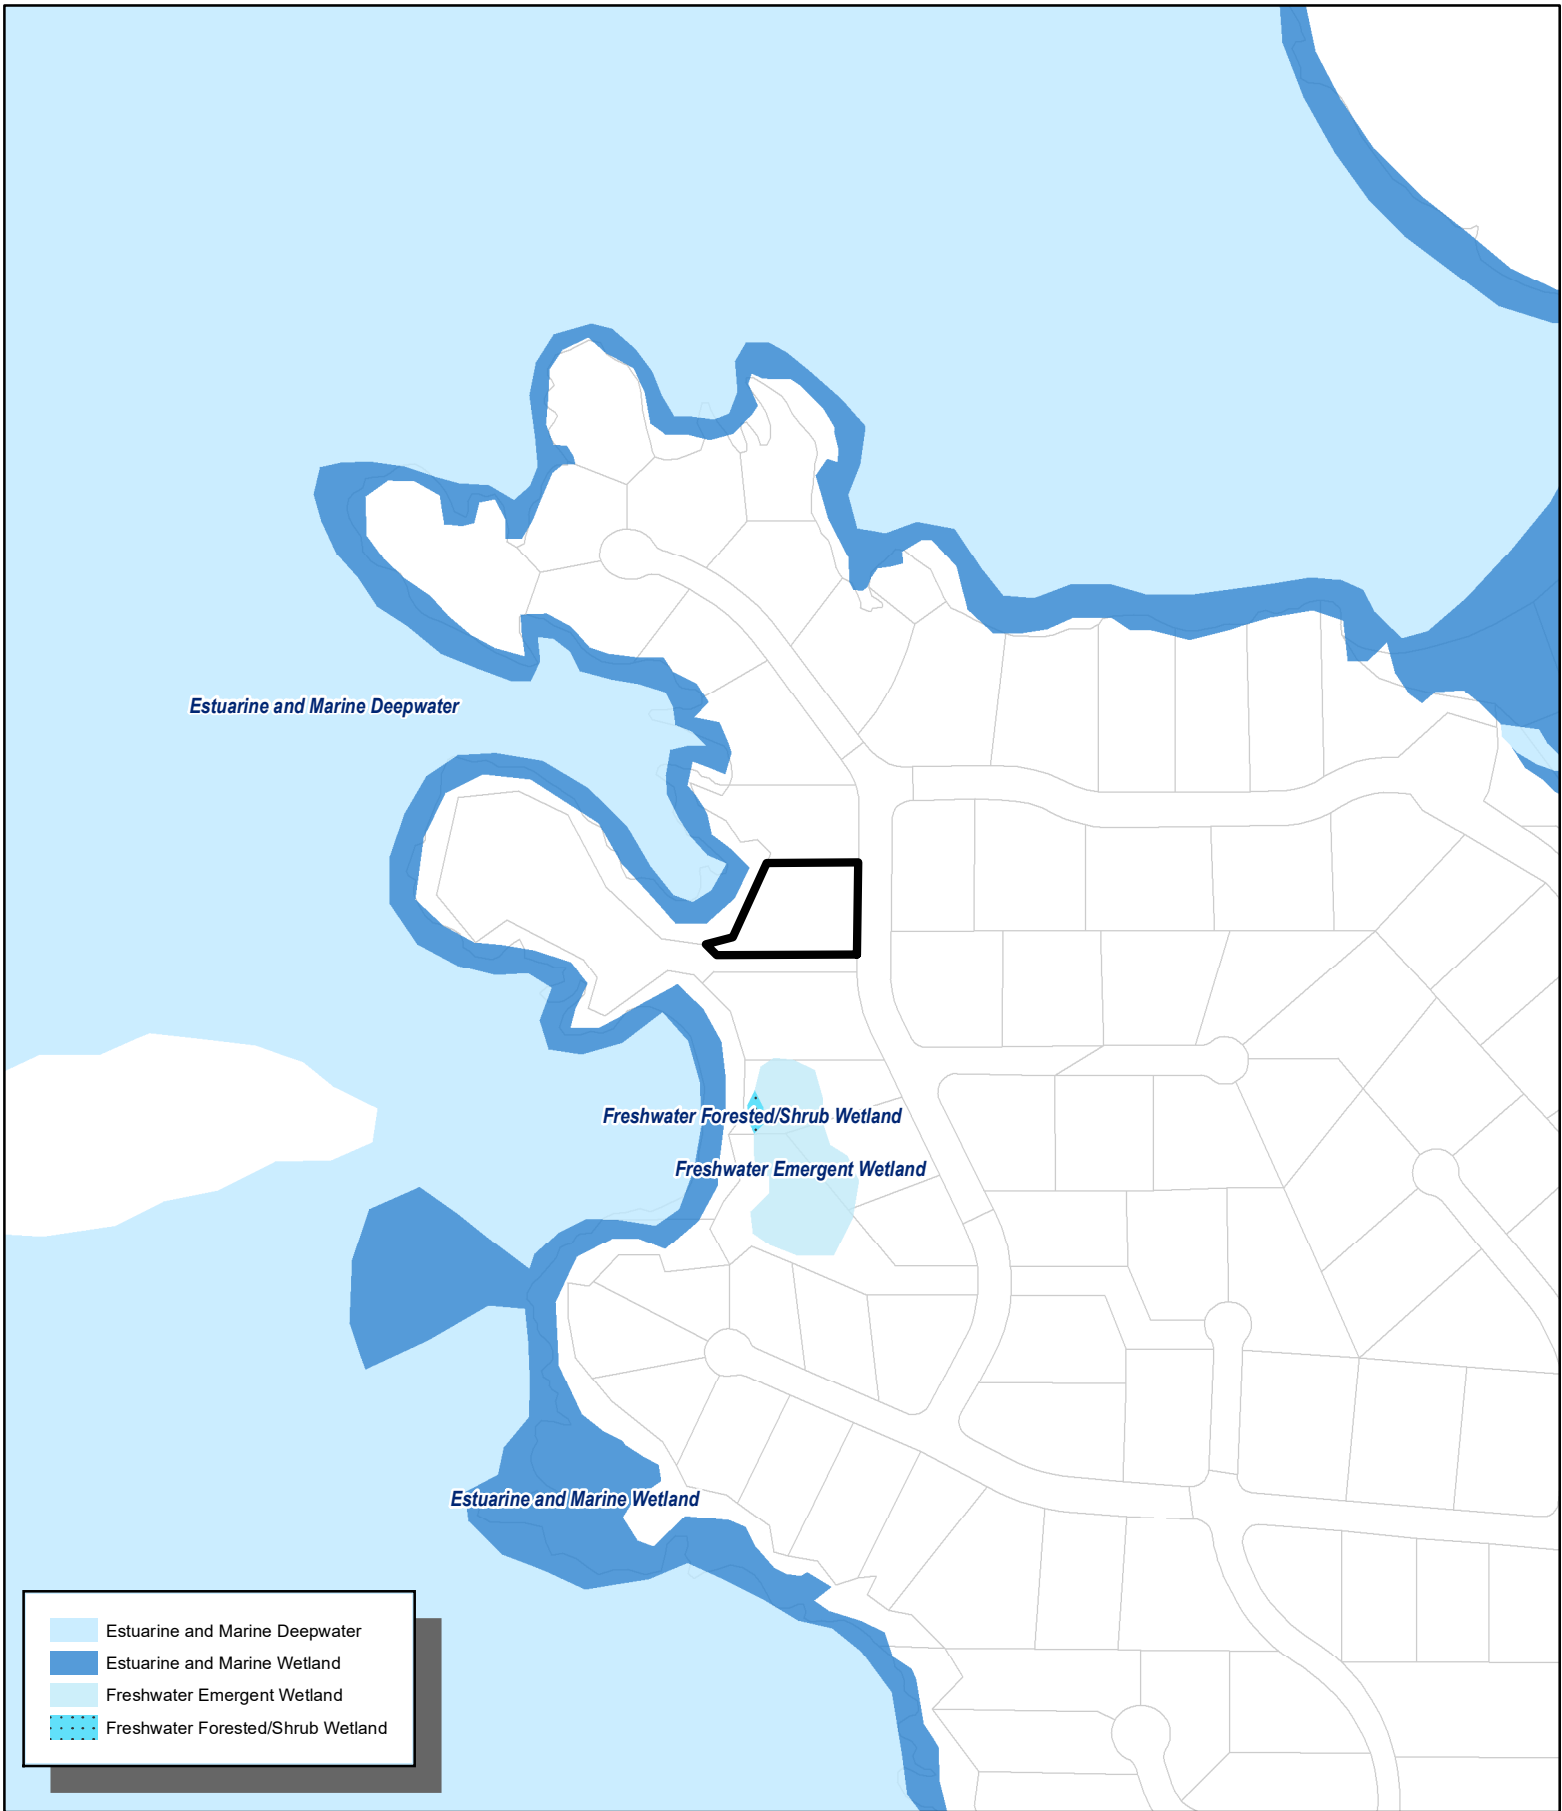 Estuarine and Marine Deepwater
Freshwater Forested/Shrub Wetland
Freshwater Emergent Wetland
Estuarine and Marine Wetland
Estuarine and Marine Deepwater
Estuarine and Marine Wetland
Freshwater Emergent Wetland
Freshwater Forested/Shrub Wetland